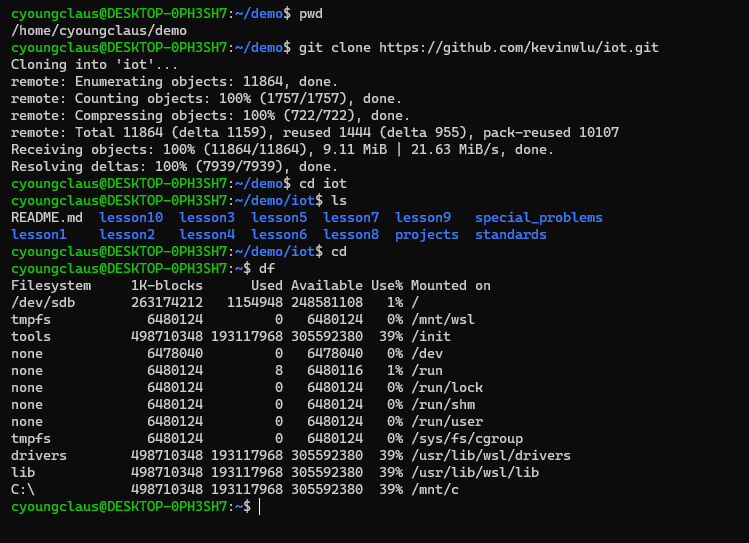 cyoungclaus@DESKTOP-0PH3SH7:~/demo$ pwd
/home/cyoungclaus/demo
cyoungclaus@DESKTOP-0PH3SH7:~/demo$ git clone https://github.com/kevinwlu/iot.git
Cloning into 'iot'...
remote: Enumerating objects: 11864, done.
remote: Counting objects: 100% (1757/1757), done.
remote: Compressing objects: 100% (722/722), done.
remote: Total 11864 (delta 1159), reused 1444 (delta 955), pack-reused 10107
Receiving objects: 100% (11864/11864), 9.11 MiB | 21.63 MiB/s, done.
Resolving deltas: 100% (7939/7939), done.
cyoungclaus@DESKTOP-0PH3SH7:~/demo$ cd iot
cyoungclaus@DESKTOP-0PH3SH7:~/demo/iot$ ls
README.md  lesson10  lesson3  lesson5  lesson7  lesson9   special_problems
lesson1    lesson2   lesson4  lesson6  lesson8  projects  standards
cyoungclaus@DESKTOP-0PH3SH7:~/demo/iot$ cd
cyoungclaus@DESKTOP-0PH3SH7:~$ df
Filesystem     1K-blocks      Used Available Use% Mounted on
/dev/sdb       263174212   1154948 248581108   1% /
tmpfs            6480124         0   6480124   0% /mnt/wsl
tools          498710348 193117968 305592380  39% /init
none             6478040         0   6478040   0% /dev
none             6480124         8   6480116   1% /run
none             6480124         0   6480124   0% /run/lock
none             6480124         0   6480124   0% /run/shm
none             6480124         0   6480124   0% /run/user
tmpfs            6480124         0   6480124   0% /sys/fs/cgroup
drivers        498710348 193117968 305592380  39% /usr/lib/wsl/drivers
lib            498710348 193117968 305592380  39% /usr/lib/wsl/lib
C:\            498710348 193117968 305592380  39% /mnt/c
cyoungclaus@DESKTOP-0PH3SH7:~$